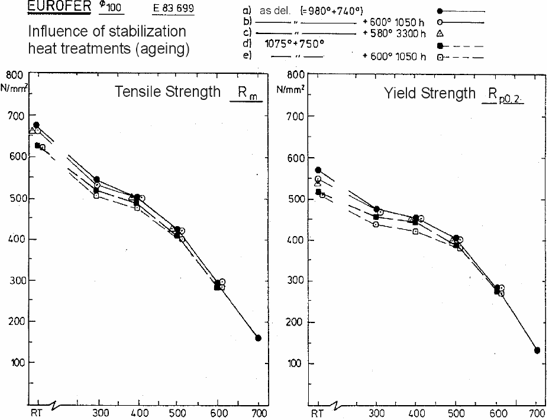 EUROFER ø100 E 83 699
Influence of stabilization
heat treatments (ageing)
a) as del. (=980°+740°)
b) " +600° 1050 h
c) " +580° 3300 h
d) 1075°+750°
e) " +600° 1050 h
800
N/mm²
700
600
500
400
300
200
100
Tensile Strength Rm
RT 300 400 500 600 700
800
N/mm²
700
600
500
400
300
200
100
Yield Strength Rp0.2
RT 300 400 500 600 700